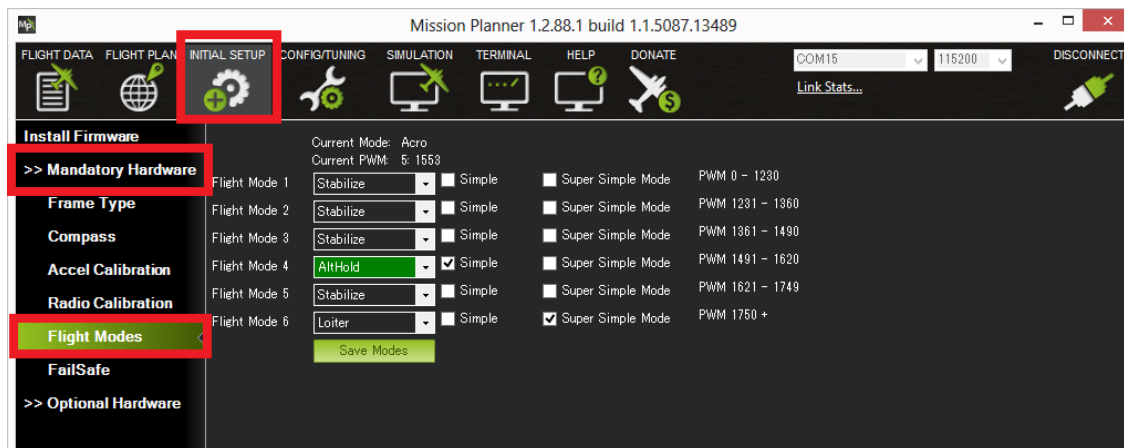 Mp
Mission Planner 1.2.88.1 build 1.1.5087.13489
FLIGHT DATA FLIGHT PLAN INITIAL SETUP CONFIG/TUNING SIMULATION TERMINAL HELP DONATE COM15 115200 DISCONNECT
Link Stats...
Install Firmware
>> Mandatory Hardware
Frame Type
Compass
Accel Calibration
Radio Calibration
Flight Modes
FailSafe
>> Optional Hardware
Current Mode: Acro
Current PWM: 5: 1553
Flight Mode 1 Stabilize Simple Super Simple Mode PWM 0 - 1230
Flight Mode 2 Stabilize Simple Super Simple Mode PWM 1231 - 1360
Flight Mode 3 Stabilize Simple Super Simple Mode PWM 1361 - 1490
Flight Mode 4 AltHold Simple Super Simple Mode PWM 1491 - 1620
Flight Mode 5 Stabilize Simple Super Simple Mode PWM 1621 - 1749
Flight Mode 6 Loiter Simple Super Simple Mode PWM 1750 +
Save Modes